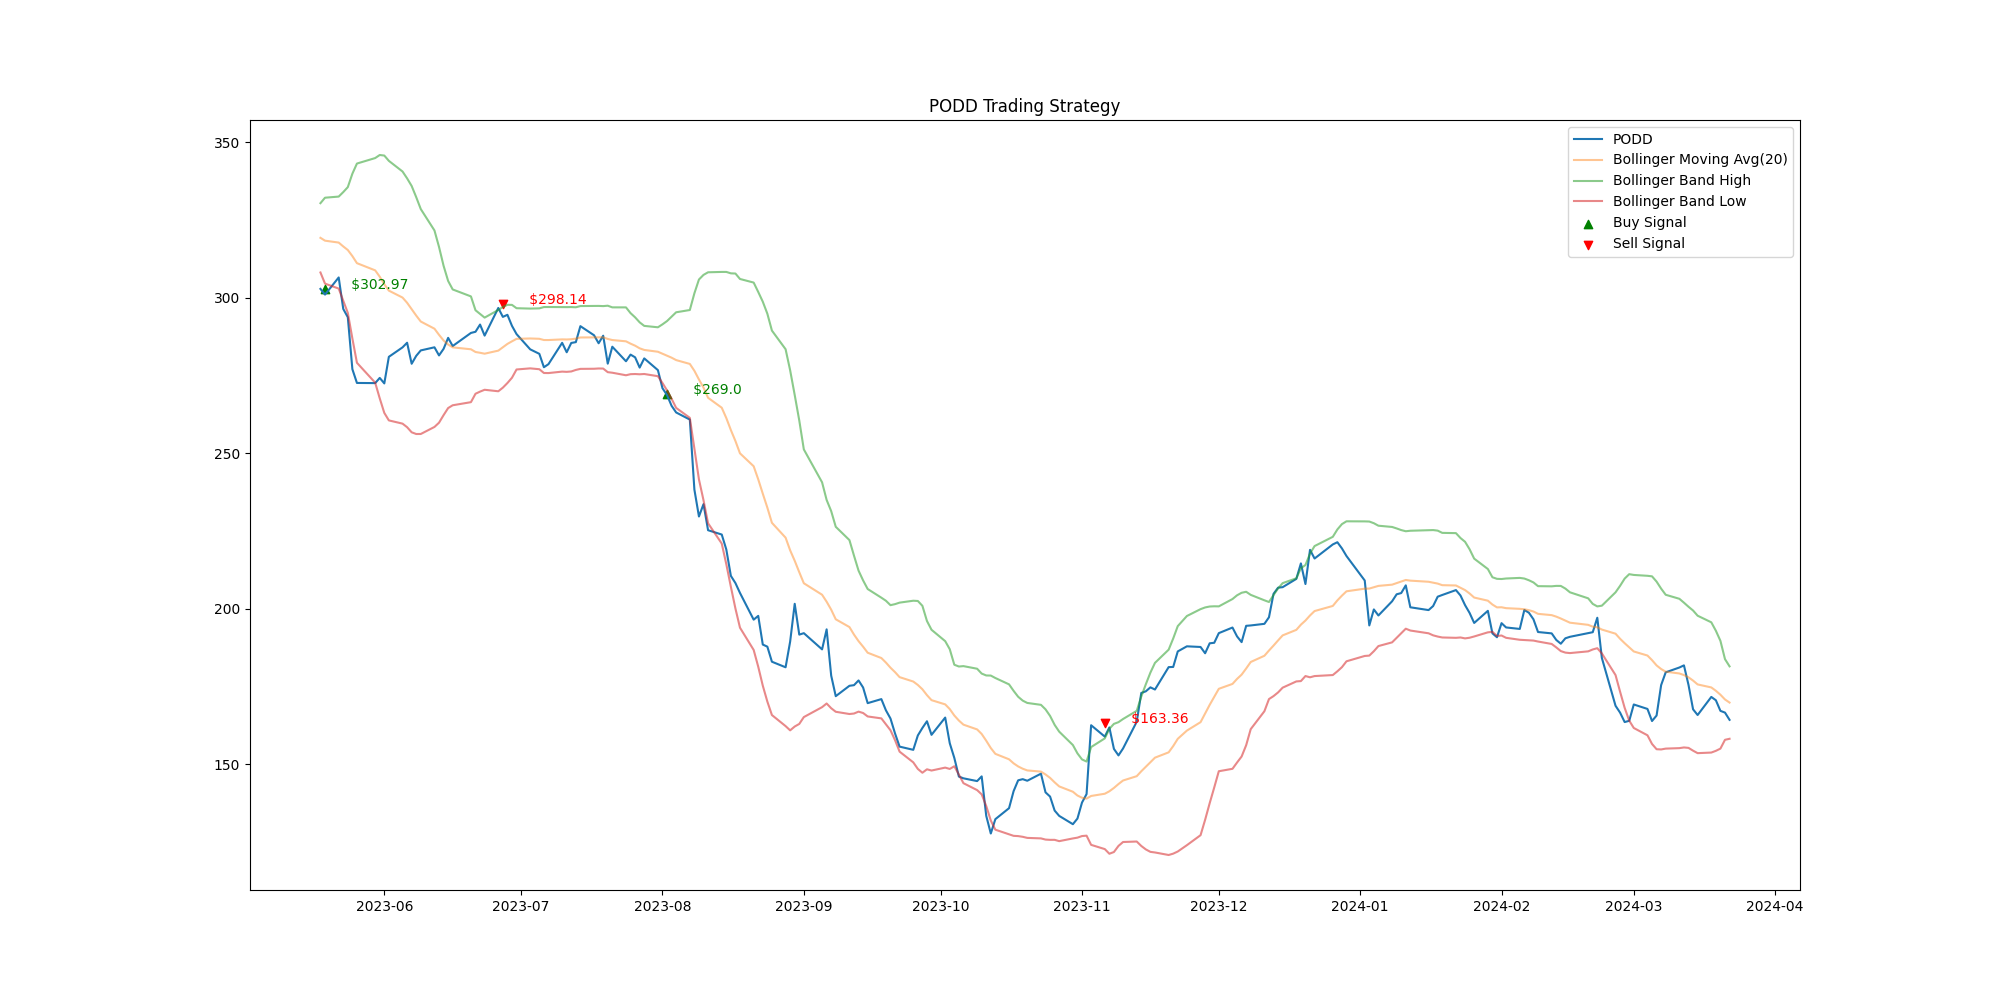 PODD Trading Strategy
350
300
250
200
150
PODD
Bollinger Moving Avg(20)
Bollinger Band High
Bollinger Band Low
Buy Signal
Sell Signal
$302.97
$298.14
$269.0
$163.36
2023-06
2023-07
2023-08
2023-09
2023-10
2023-11
2023-12
2024-01
2024-02
2024-03
2024-04